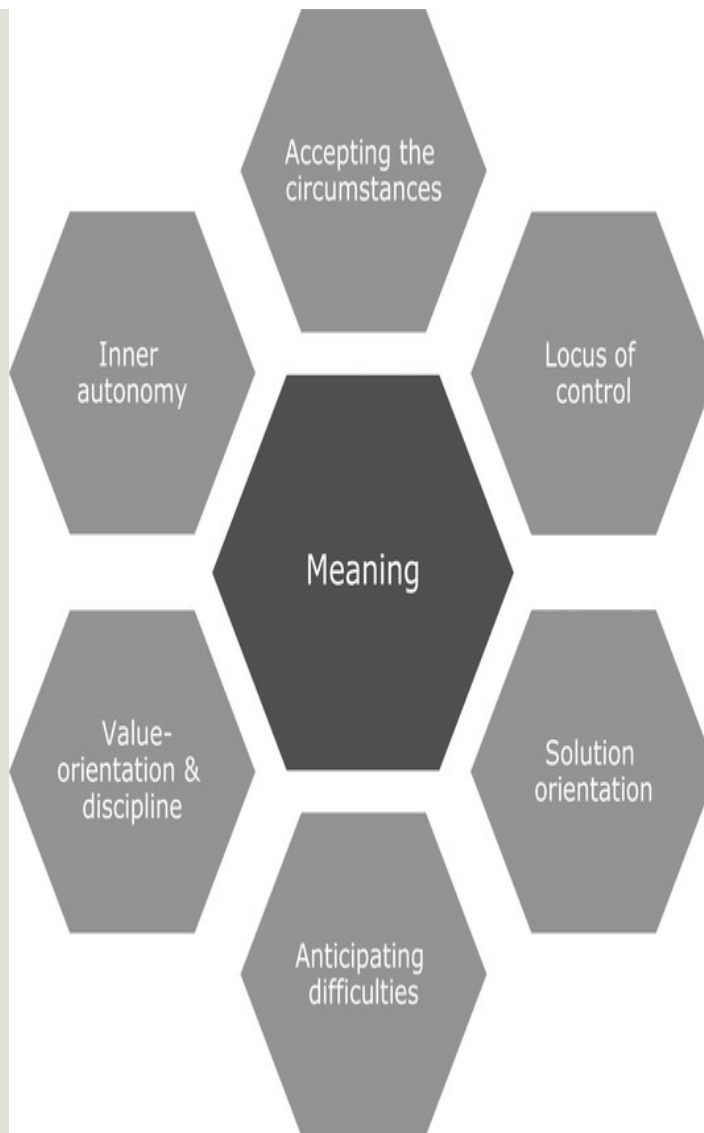 Accepting the
circumstances
Inner
autonomy
Locus of
control
Meaning
Value-
orientation &
discipline
Solution
orientation
Anticipating
difficulties